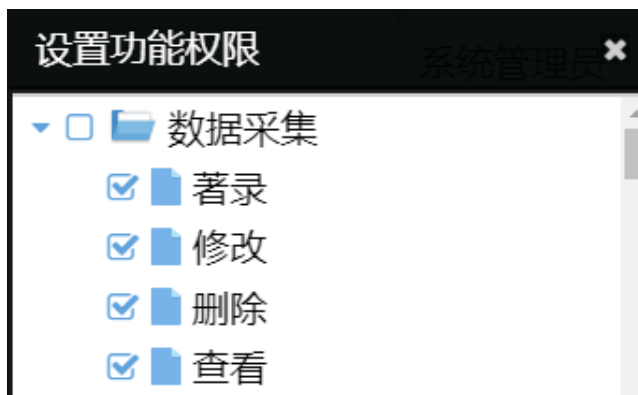 设置功能权限
系统管理员
数据采集
著录
修改
删除
查看